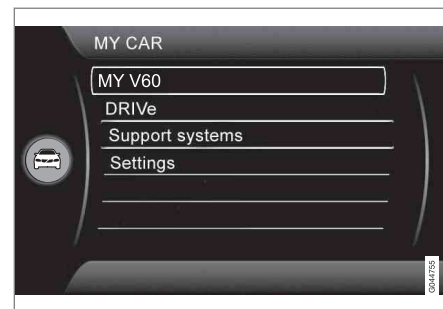 MY CAR
MY V60
DRIVe
Support systems
Settings
G044755